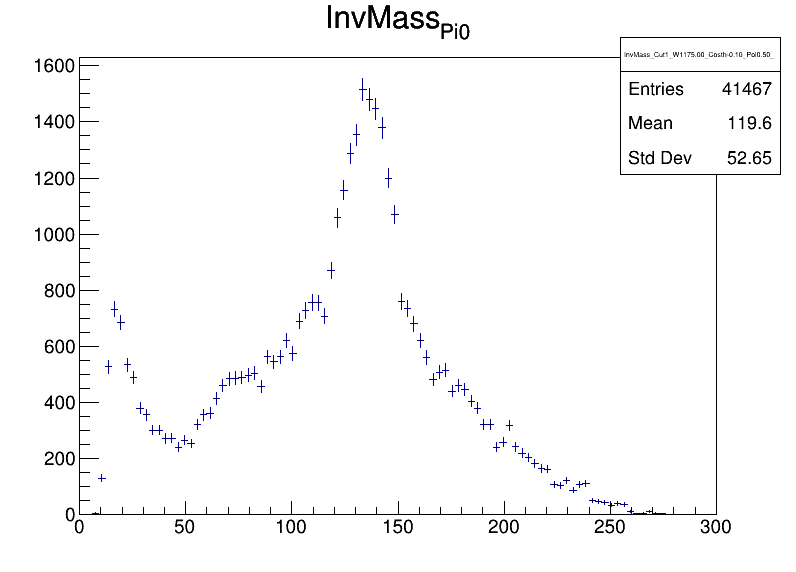 InvMass_Pi0
InvMass_Cut1_W1175.00_Costh-0.10_Pol0.50_
Entries 41467
Mean 119.6
Std Dev 52.65
1600
1400
1200
1000
800
600
400
200
0
0 50 100 150 200 250 300